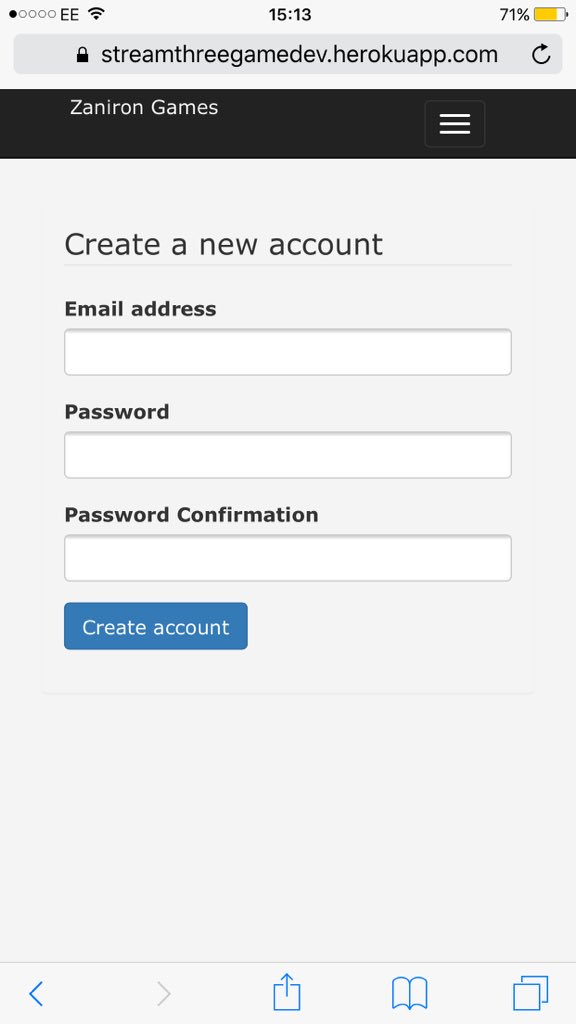 EE 15:13 71%
streamthreegamedev.herokuapp.com
Zaniron Games
Create a new account
Email address
Password
Password Confirmation
Create account